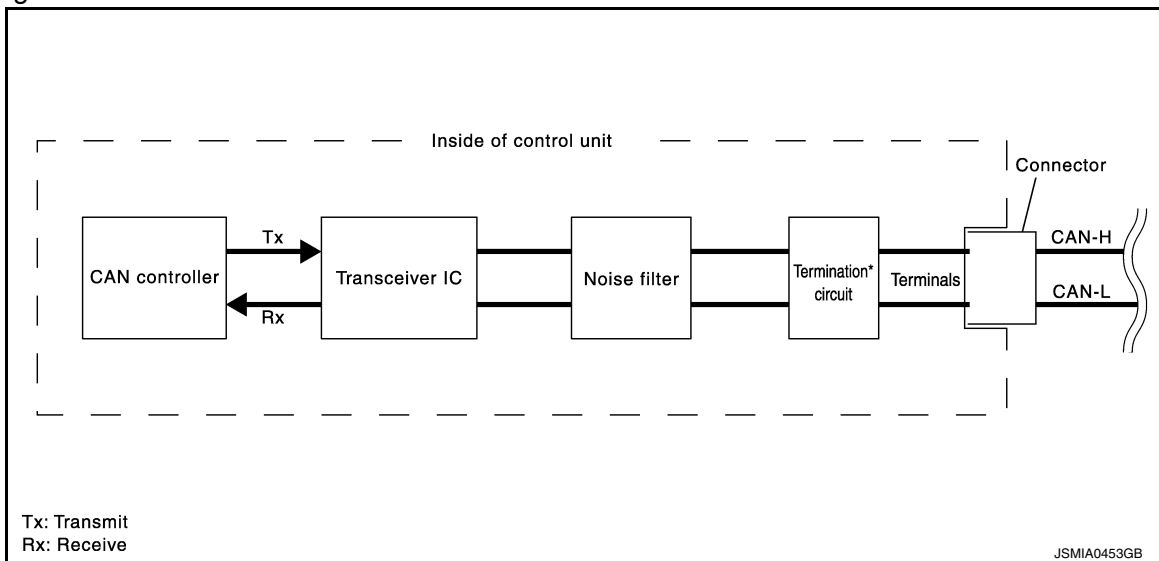 Inside of control unit
Connector
CAN controller
Tx
Rx
Transceiver IC
Noise filter
Termination*
circuit
Terminals
CAN-H
CAN-L
Tx: Transmit
Rx: Receive
JSMIA0453GB